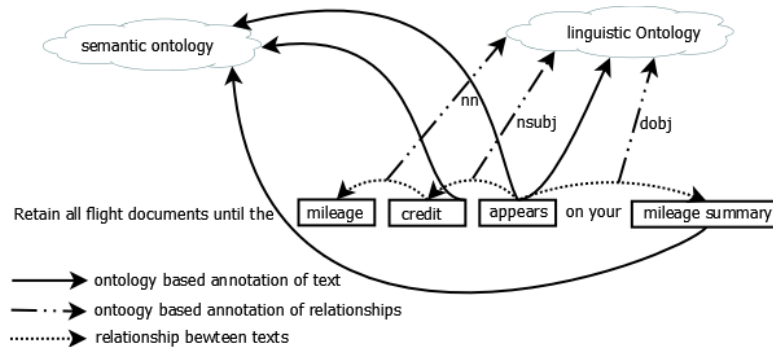 semantic ontology
linguistic Ontology
nn
nsubj
dobj
Retain all flight documents until the mileage credit appears on your mileage summary
ontology based annotation of text
ontoogy based annotation of relationships
relationship bewteen texts